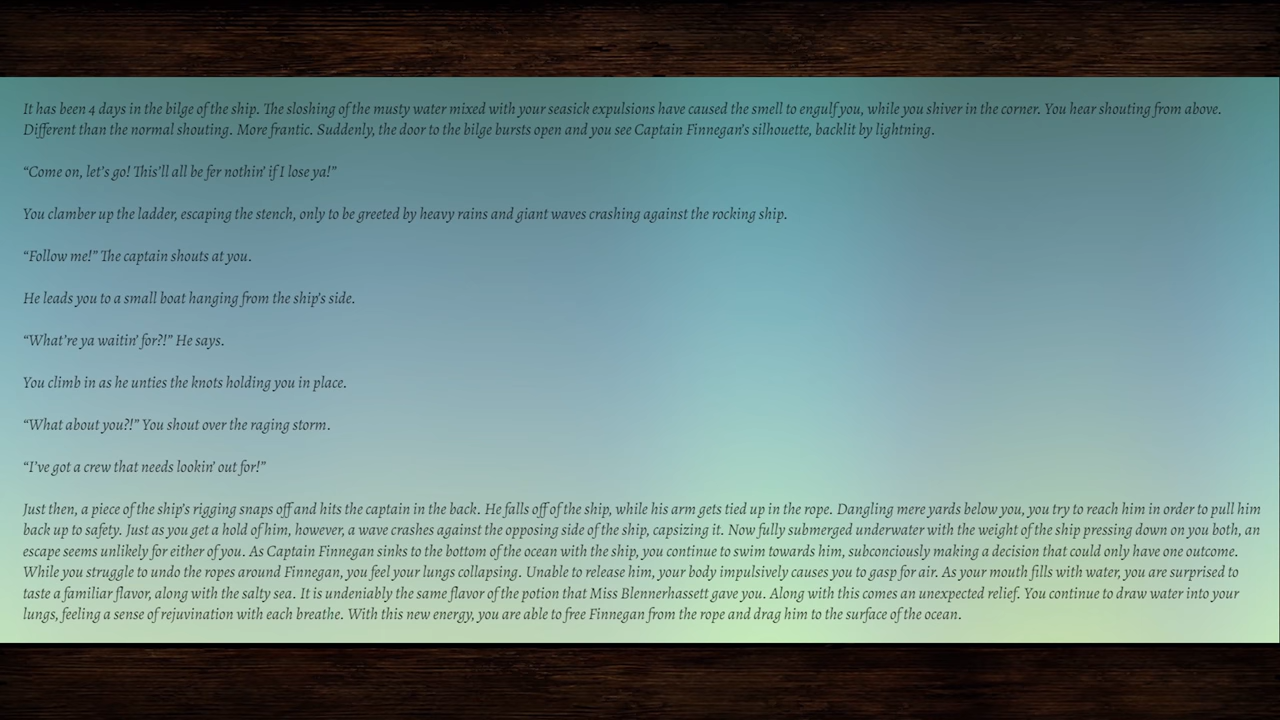 It has been 4 days in the bilge of the ship. The sloshing of the musty water mixed with your seasick expulsions have caused the smell to engulf you, while you shiver in the corner. You hear shouting from above.
Different than the normal shouting. More frantic. Suddenly, the door to the bilge bursts open and you see Captain Finnegan's silhouette, backlit by lightning.
“Come on, let's go! This'll all be fer nothin' if I lose ya!”
You clamber up the ladder, escaping the stench, only to be greeted by heavy rains and giant waves crashing against the rocking ship.
“Follow me!” The captain shouts at you.
He leads you to a small boat hanging from the ship's side.
“What're ya waitin' for?!” He says.
You climb in as he unties the knots holding you in place.
“What about you?!” You shout over the raging storm.
“I've got a crew that needs lookin' out for!”
Just then, a piece of the ship's rigging snaps off and hits the captain in the back. He falls off of the ship, while his arm gets tied up in the rope. Dangling mere yards below you, you try to reach him in order to pull him
back up to safety. Just as you get a hold of him, however, a wave crashes against the opposing side of the ship, capsizing it. Now fully submerged underwater with the weight of the ship pressing down on you both, an
escape seems unlikely for either of you. As Captain Finnegan sinks to the bottom of the ocean with the ship, you continue to swim towards him, subconciously making a decision that could only have one outcome.
While you struggle to undo the ropes around Finnegan, you feel your lungs collapsing. Unable to release him, your body impulsively causes you to gasp for air. As your mouth fills with water, you are surprised to
taste a familiar flavor, along with the salty sea. It is undeniably the same flavor of the potion that Miss Blennerhassett gave you. Along with this comes an unexpected relief. You continue to draw water into your
lungs, feeling a sense of rejuvination with each breathe. With this new energy, you are able to free Finnegan from the rope and drag him to the surface of the ocean.